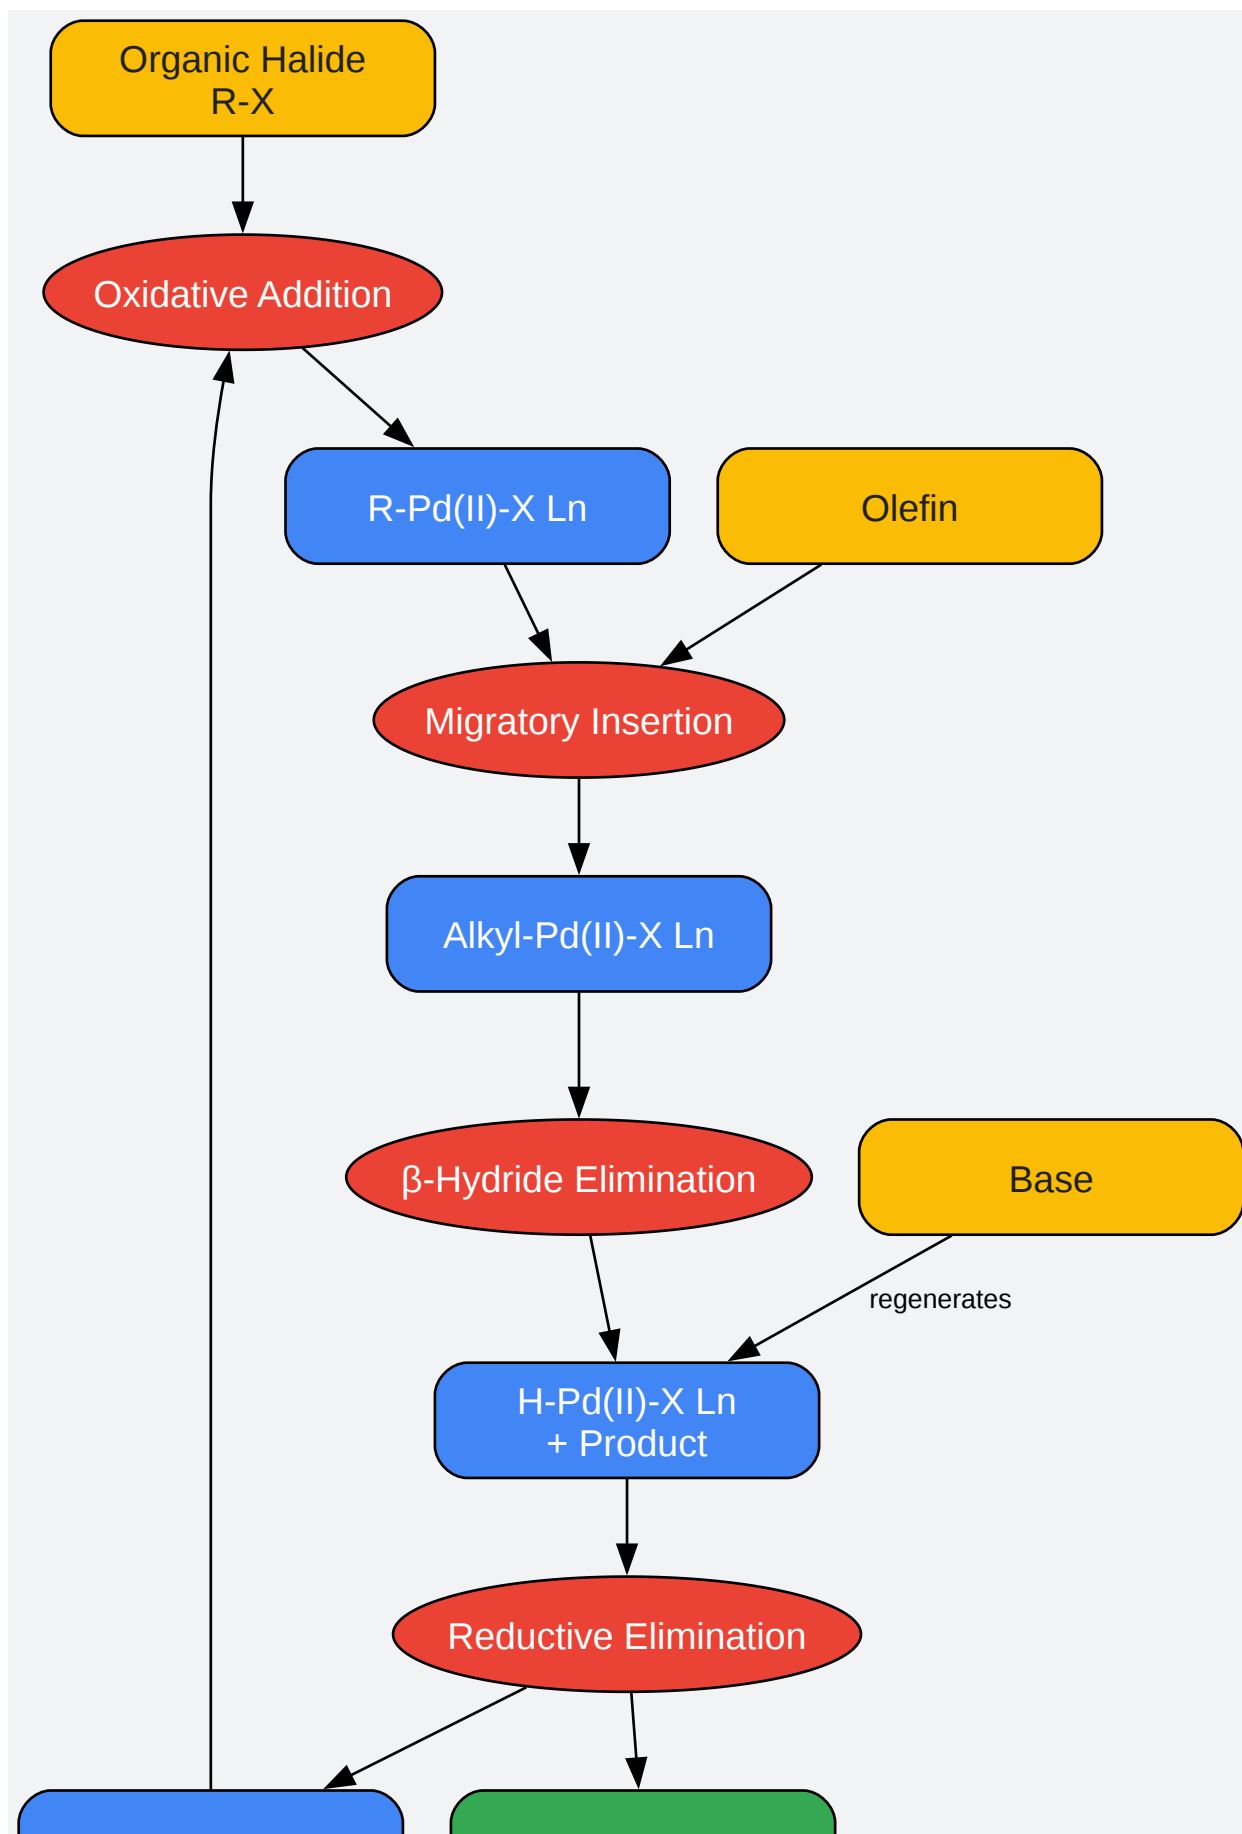 Organic Halide
R-X
Oxidative Addition
R-Pd(II)-X Ln
Olefin
Migratory Insertion
Alkyl-Pd(II)-X Ln
β-Hydride Elimination
Base
regenerates
H-Pd(II)-X Ln
+ Product
Reductive Elimination